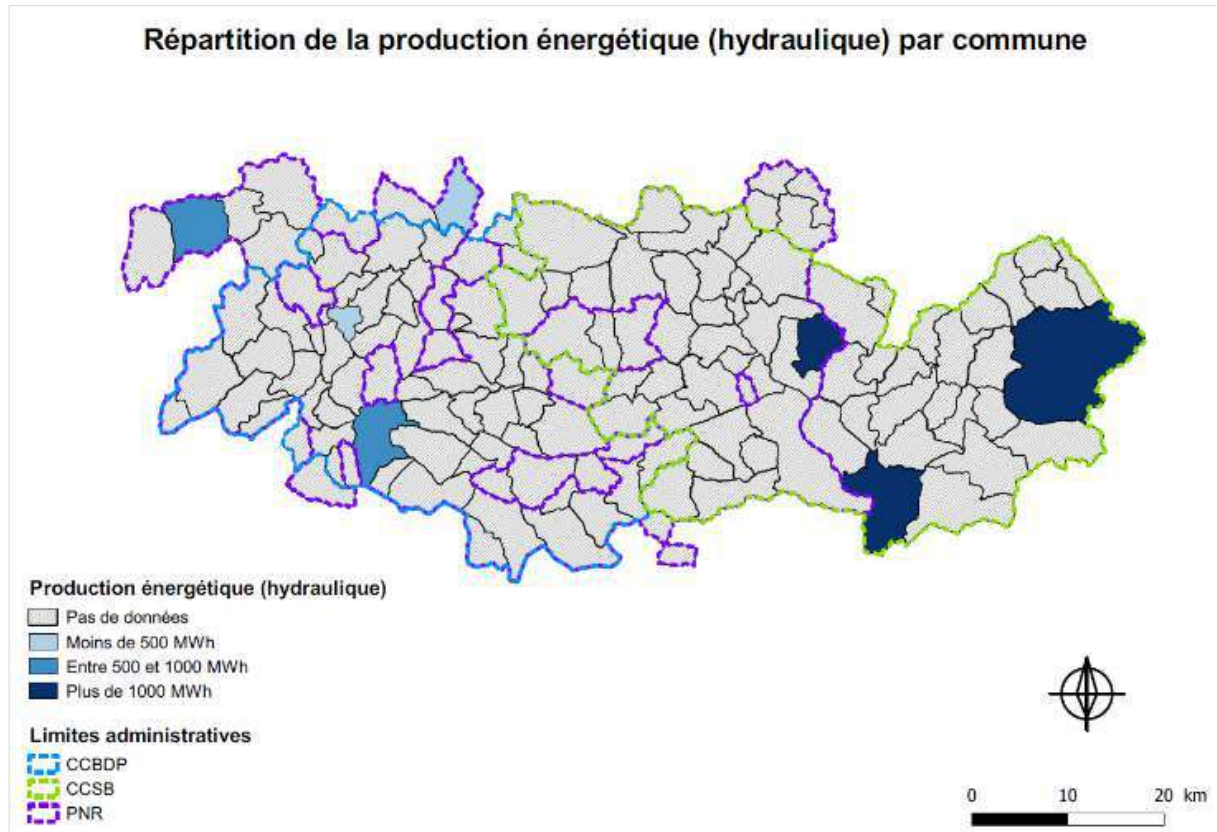 Répartition de la production énergétique (hydraulique) par commune
Production énergétique (hydraulique)
Pas de données
Moins de 500 MWh
Entre 500 et 1000 MWh
Plus de 1000 MWh
Limites administratives
CCBDP
CCSB
PNR
0 10 20 km